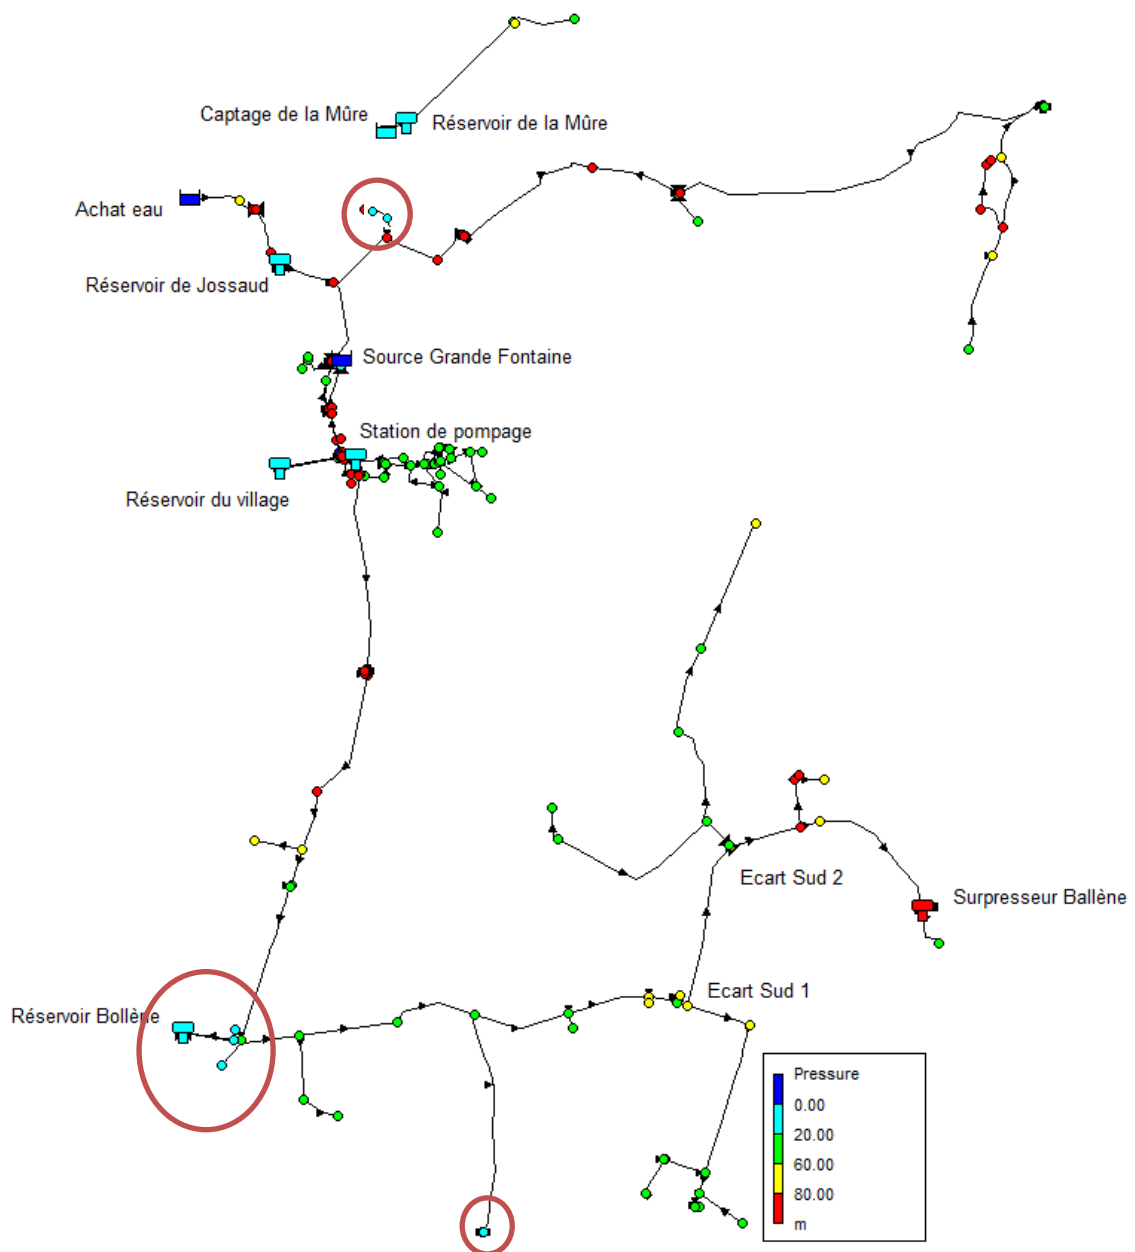 Captage de la Mûre
Réservoir de la Mûre
Achat eau
Réservoir de Jossaud
Source Grande Fontaine
Station de pompage
Réservoir du village
Ecart Sud 2
Surpresseur Ballène
Ecart Sud 1
Réservoir Bollène
Pressure
0.00
20.00
60.00
80.00
m